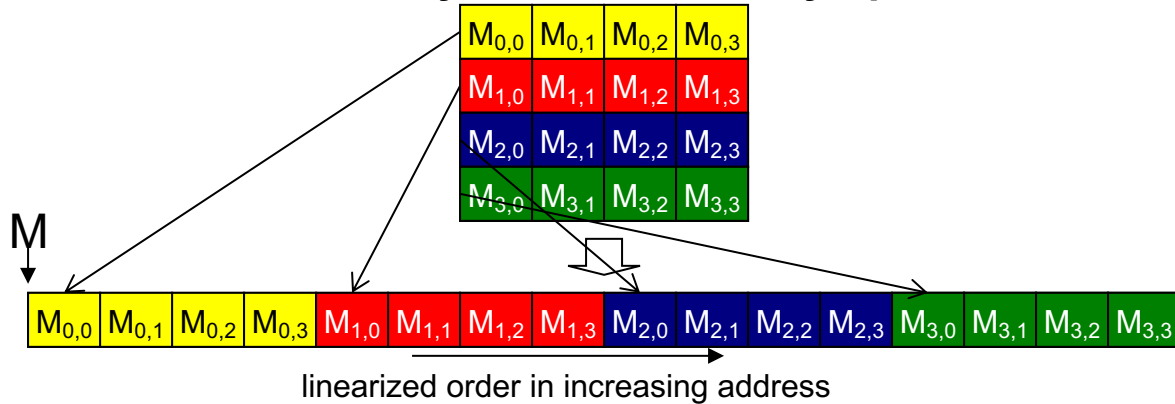 M0,0 M0,1 M0,2 M0,3
M1,0 M1,1 M1,2 M1,3
M2,0 M2,1 M2,2 M2,3
M3,0 M3,1 M3,2 M3,3
M
M0,0 M0,1 M0,2 M0,3 M1,0 M1,1 M1,2 M1,3 M2,0 M2,1 M2,2 M2,3 M3,0 M3,1 M3,2 M3,3
linearized order in increasing address